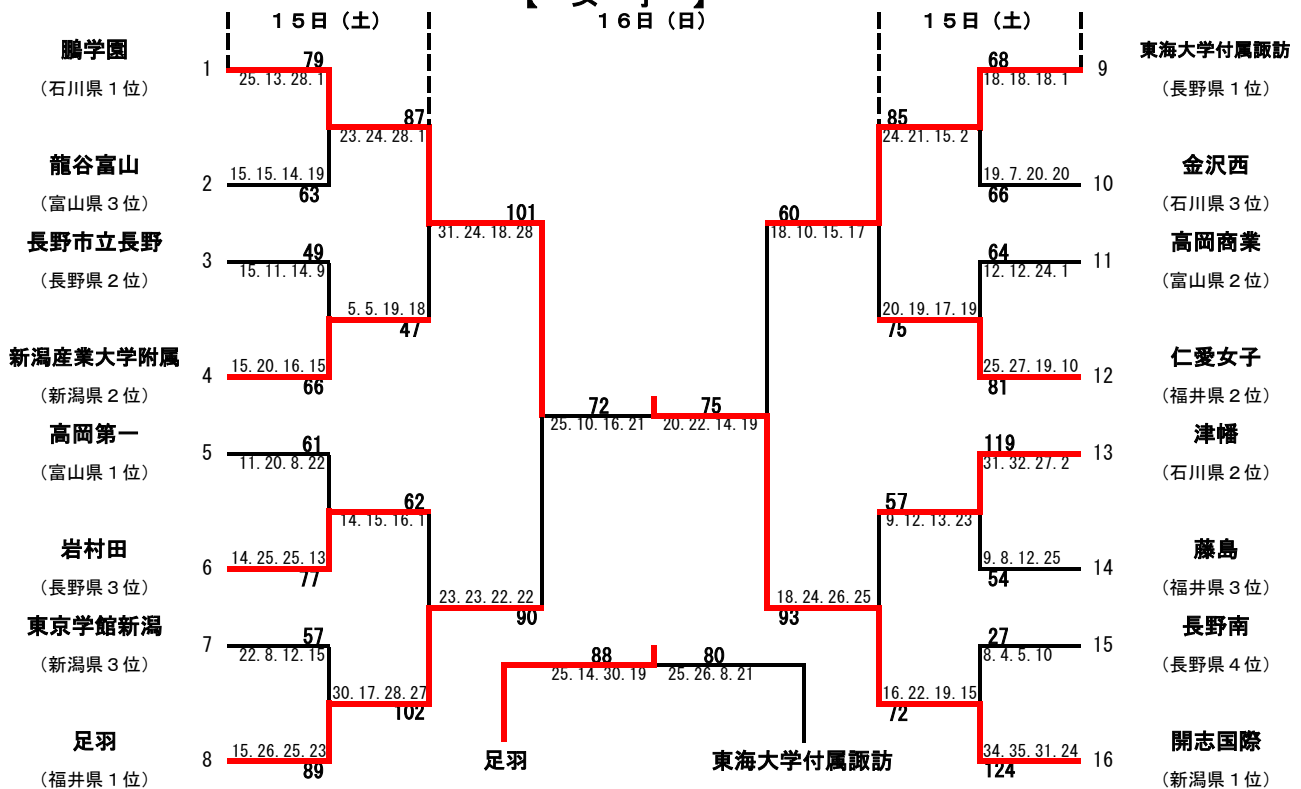 【 女 子 】
１５日（土）
１６日（日）
１５日（土）
鵬学園
（石川県１位）
1
79
25. 13. 28. 1
87
23. 24. 28. 1
龍谷富山
（富山県３位）
2
15. 15. 14. 19
63
101
31. 24. 18. 28
長野市立長野
（長野県２位）
3
49
15. 11. 14. 9
5. 5. 19. 18
47
新潟産業大学附属
（新潟県２位）
4
15. 20. 16. 15
66
72
25. 10. 16. 21
高岡第一
（富山県１位）
5
61
11. 20. 8. 22
62
14. 15. 16. 1
岩村田
（長野県３位）
6
14. 25. 25. 13
77
23. 23. 22. 22
90
東京学館新潟
（新潟県３位）
7
57
22. 8. 12. 15
30. 17. 28. 27
102
足羽
（福井県１位）
8
15. 26. 25. 23
89
88
25. 14. 30. 19
80
25. 26. 8. 21
足羽
東海大学付属諏訪
東海大学付属諏訪
（長野県１位）
9
68
18. 18. 18. 1
85
24. 21. 15. 2
金沢西
（石川県３位）
10
19. 7. 20. 20
66
60
18. 10. 15. 17
高岡商業
（富山県２位）
11
64
12. 12. 24. 1
20. 19. 17. 19
75
仁愛女子
（福井県２位）
12
25. 27. 19. 10
81
75
20. 22. 14. 19
津幡
（石川県２位）
13
119
31. 32. 27. 2
57
9. 12. 13. 23
藤島
（福井県３位）
14
9. 8. 12. 25
54
18. 24. 26. 25
93
長野南
（長野県４位）
15
27
8. 4. 5. 10
16. 22. 19. 15
72
開志国際
（新潟県１位）
16
34. 35. 31. 24
124